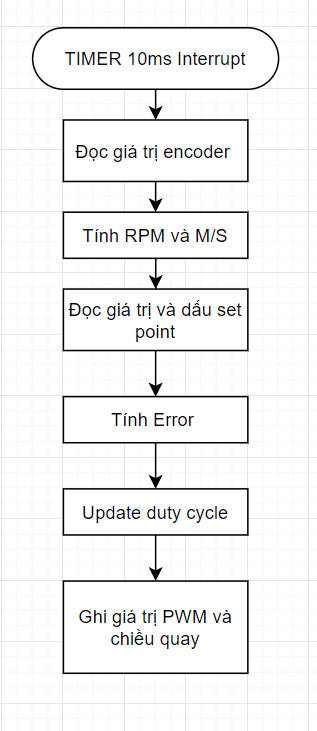 TIMER 10ms Interrupt
Đọc giá trị encoder
Tính RPM và M/S
Đọc giá trị và dấu set
point
Tính Error
Update duty cycle
Ghi giá trị PWM và
chiều quay